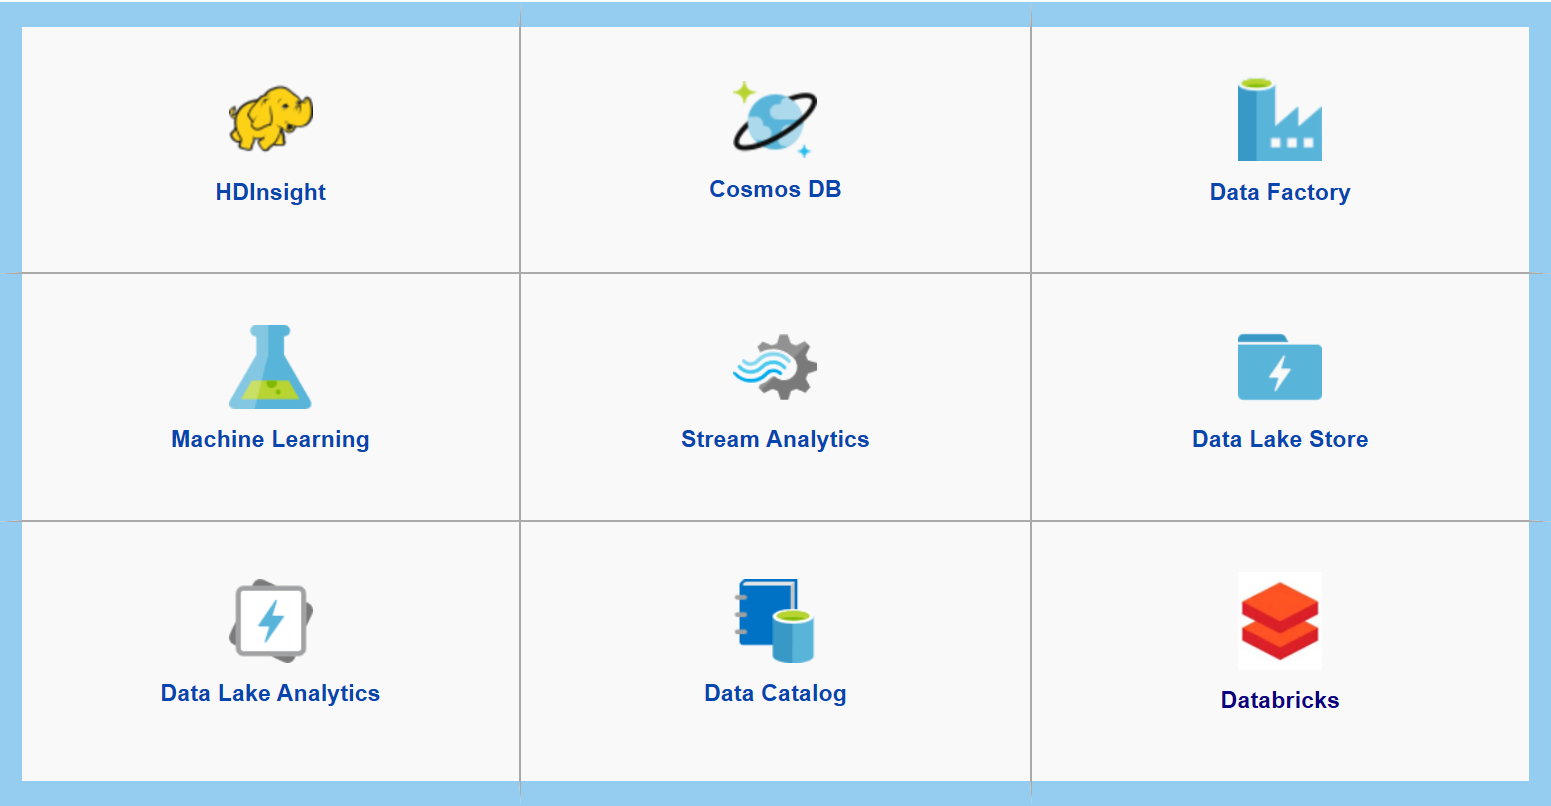 HDInsight
Cosmos DB
Data Factory
Machine Learning
Stream Analytics
Data Lake Store
Data Lake Analytics
Data Catalog
Databricks